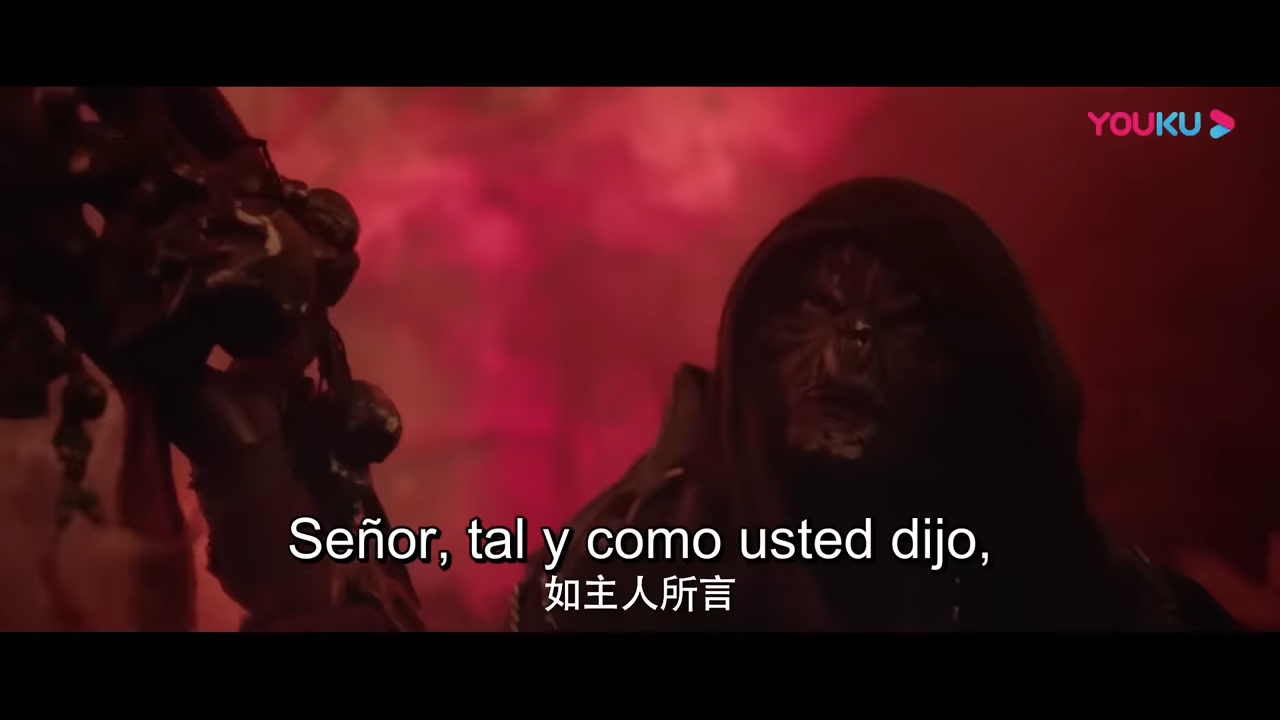 YOUKU
Señor, tal y como usted dijo,
如主人所言